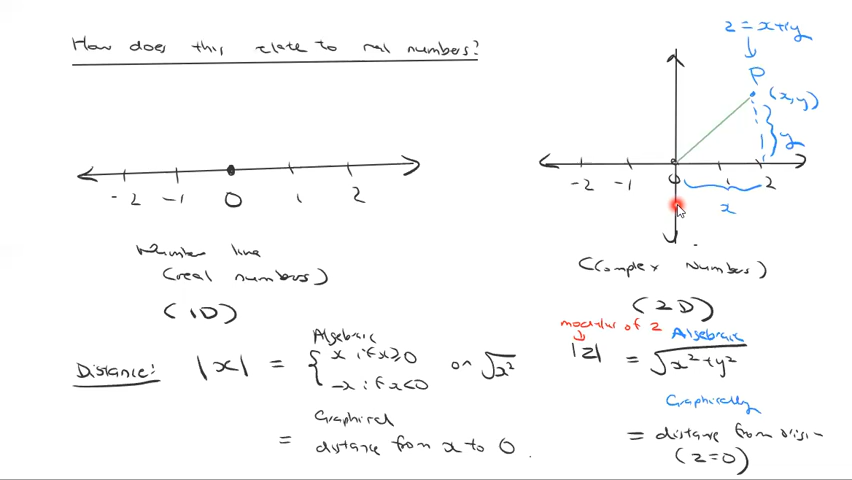 How does this relate to real numbers?
z = x+iy
P
(x,y)
y
-2 -1 0 1 2
-2 -1 0 1 2
x
Number line
(real numbers)
(1D)
(Complex Numbers)
(2D)
modulus of z
Distance: |x| = { x if x≥0 or √x²
-x if x<0
Algebraic
Algebraic
|z| = √x²+y²
Graphical
= distance from x to 0.
Graphically
= distance from origin
(z=0)